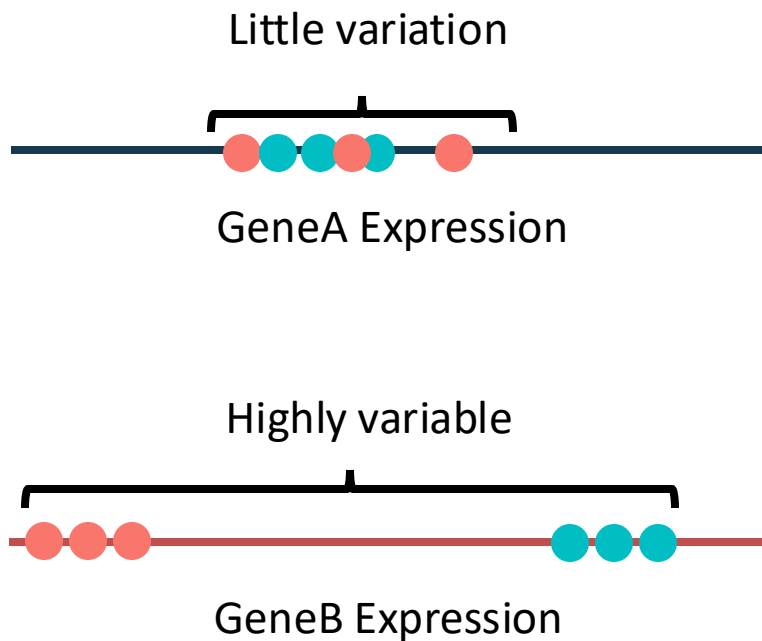 Little variation
GeneA Expression
Highly variable
GeneB Expression